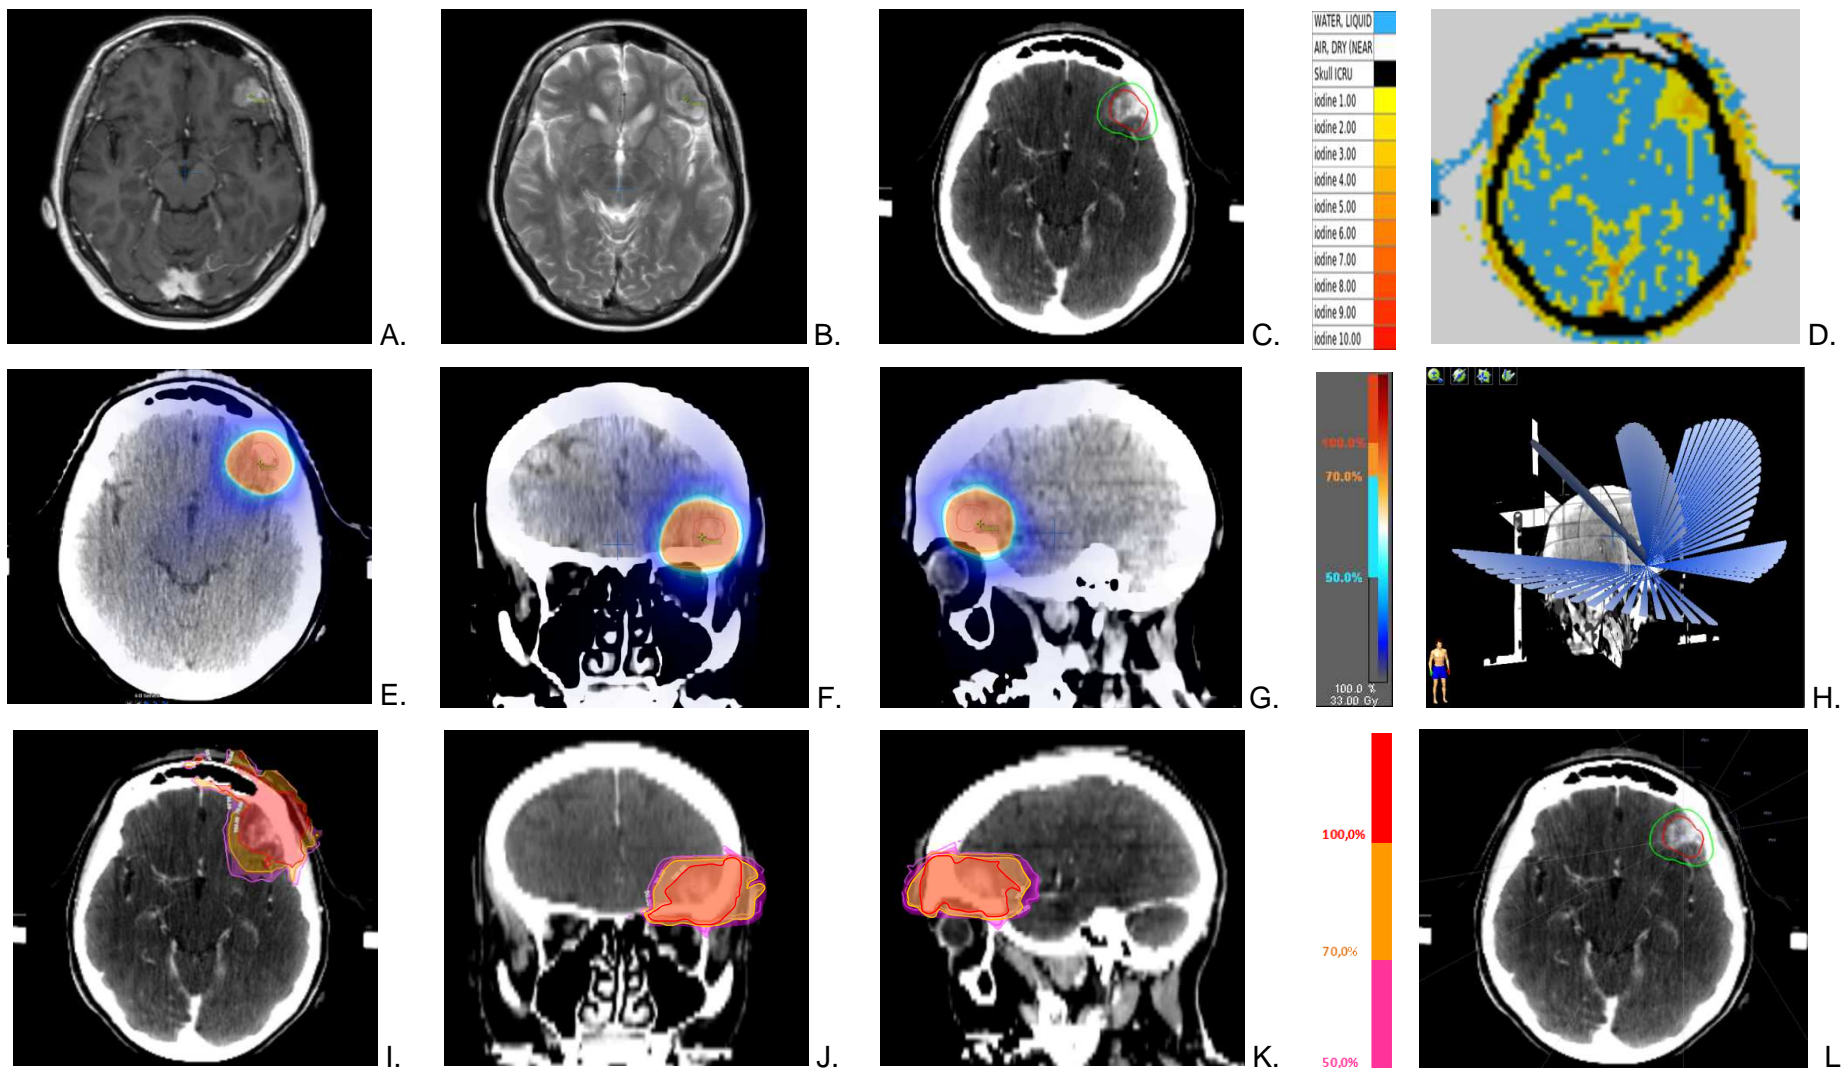 WATER, LIQUID
AIR, DRY (NEAR
Skull ICRU
iodine 1.00
iodine 2.00
iodine 3.00
iodine 4.00
iodine 5.00
iodine 6.00
iodine 7.00
iodine 8.00
iodine 9.00
iodine 10.00
A.
B.
C.
D.
100.0%
70.0%
50.0%
100.0 %
33.00 Gy
E.
F.
G.
H.
100,0%
70,0%
50,0%
I.
J.
K.
L